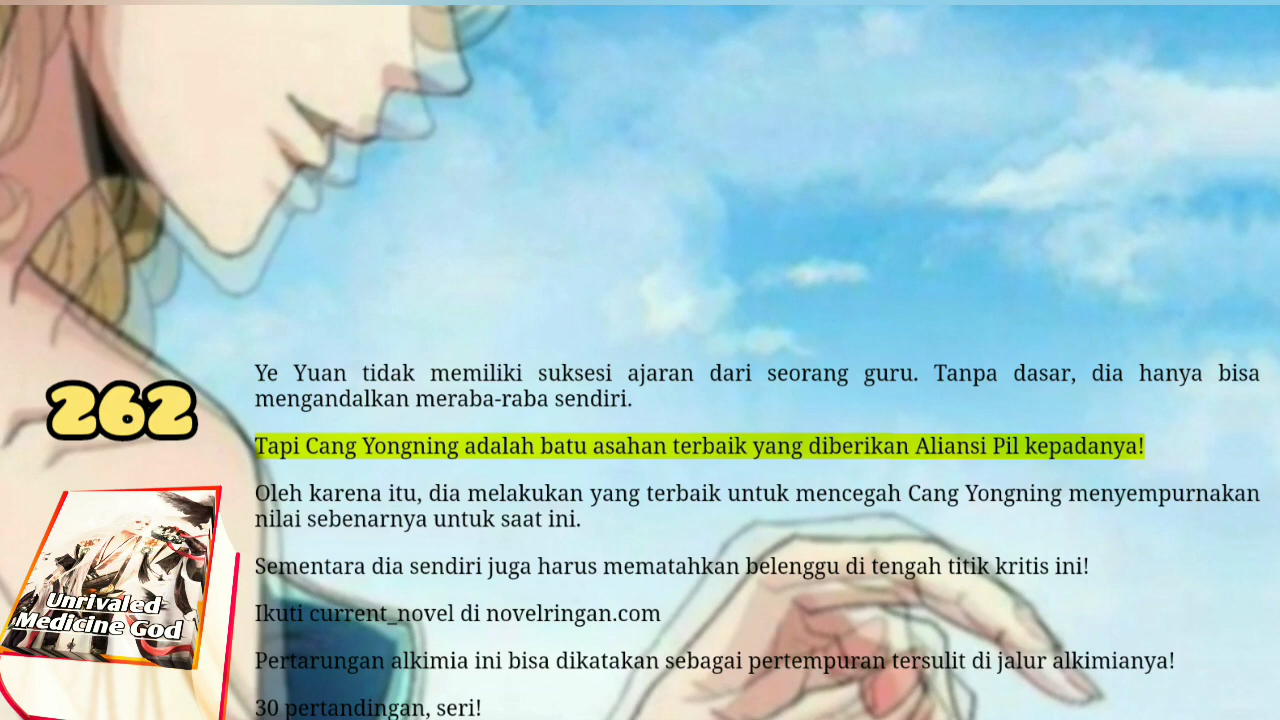 Ye Yuan tidak memiliki suksesi ajaran dari seorang guru. Tanpa dasar, dia hanya bisa
mengandalkan meraba-raba sendiri.
Tapi Cang Yongning adalah batu asahan terbaik yang diberikan Aliansi Pil kepadanya!
262
Oleh karena itu, dia melakukan yang terbaik untuk mencegah Cang Yongning menyempurnakan
nilai sebenarnya untuk saat ini.
Sementara dia sendiri juga harus mematahkan belenggu di tengah titik kritis ini!
Ikuti current_novel di novelringan.com
Unrivaled
Medicine God
Pertarungan alkimia ini bisa dikatakan sebagai pertempuran tersulit di jalur alkimianya!
30 pertandingan, seri!